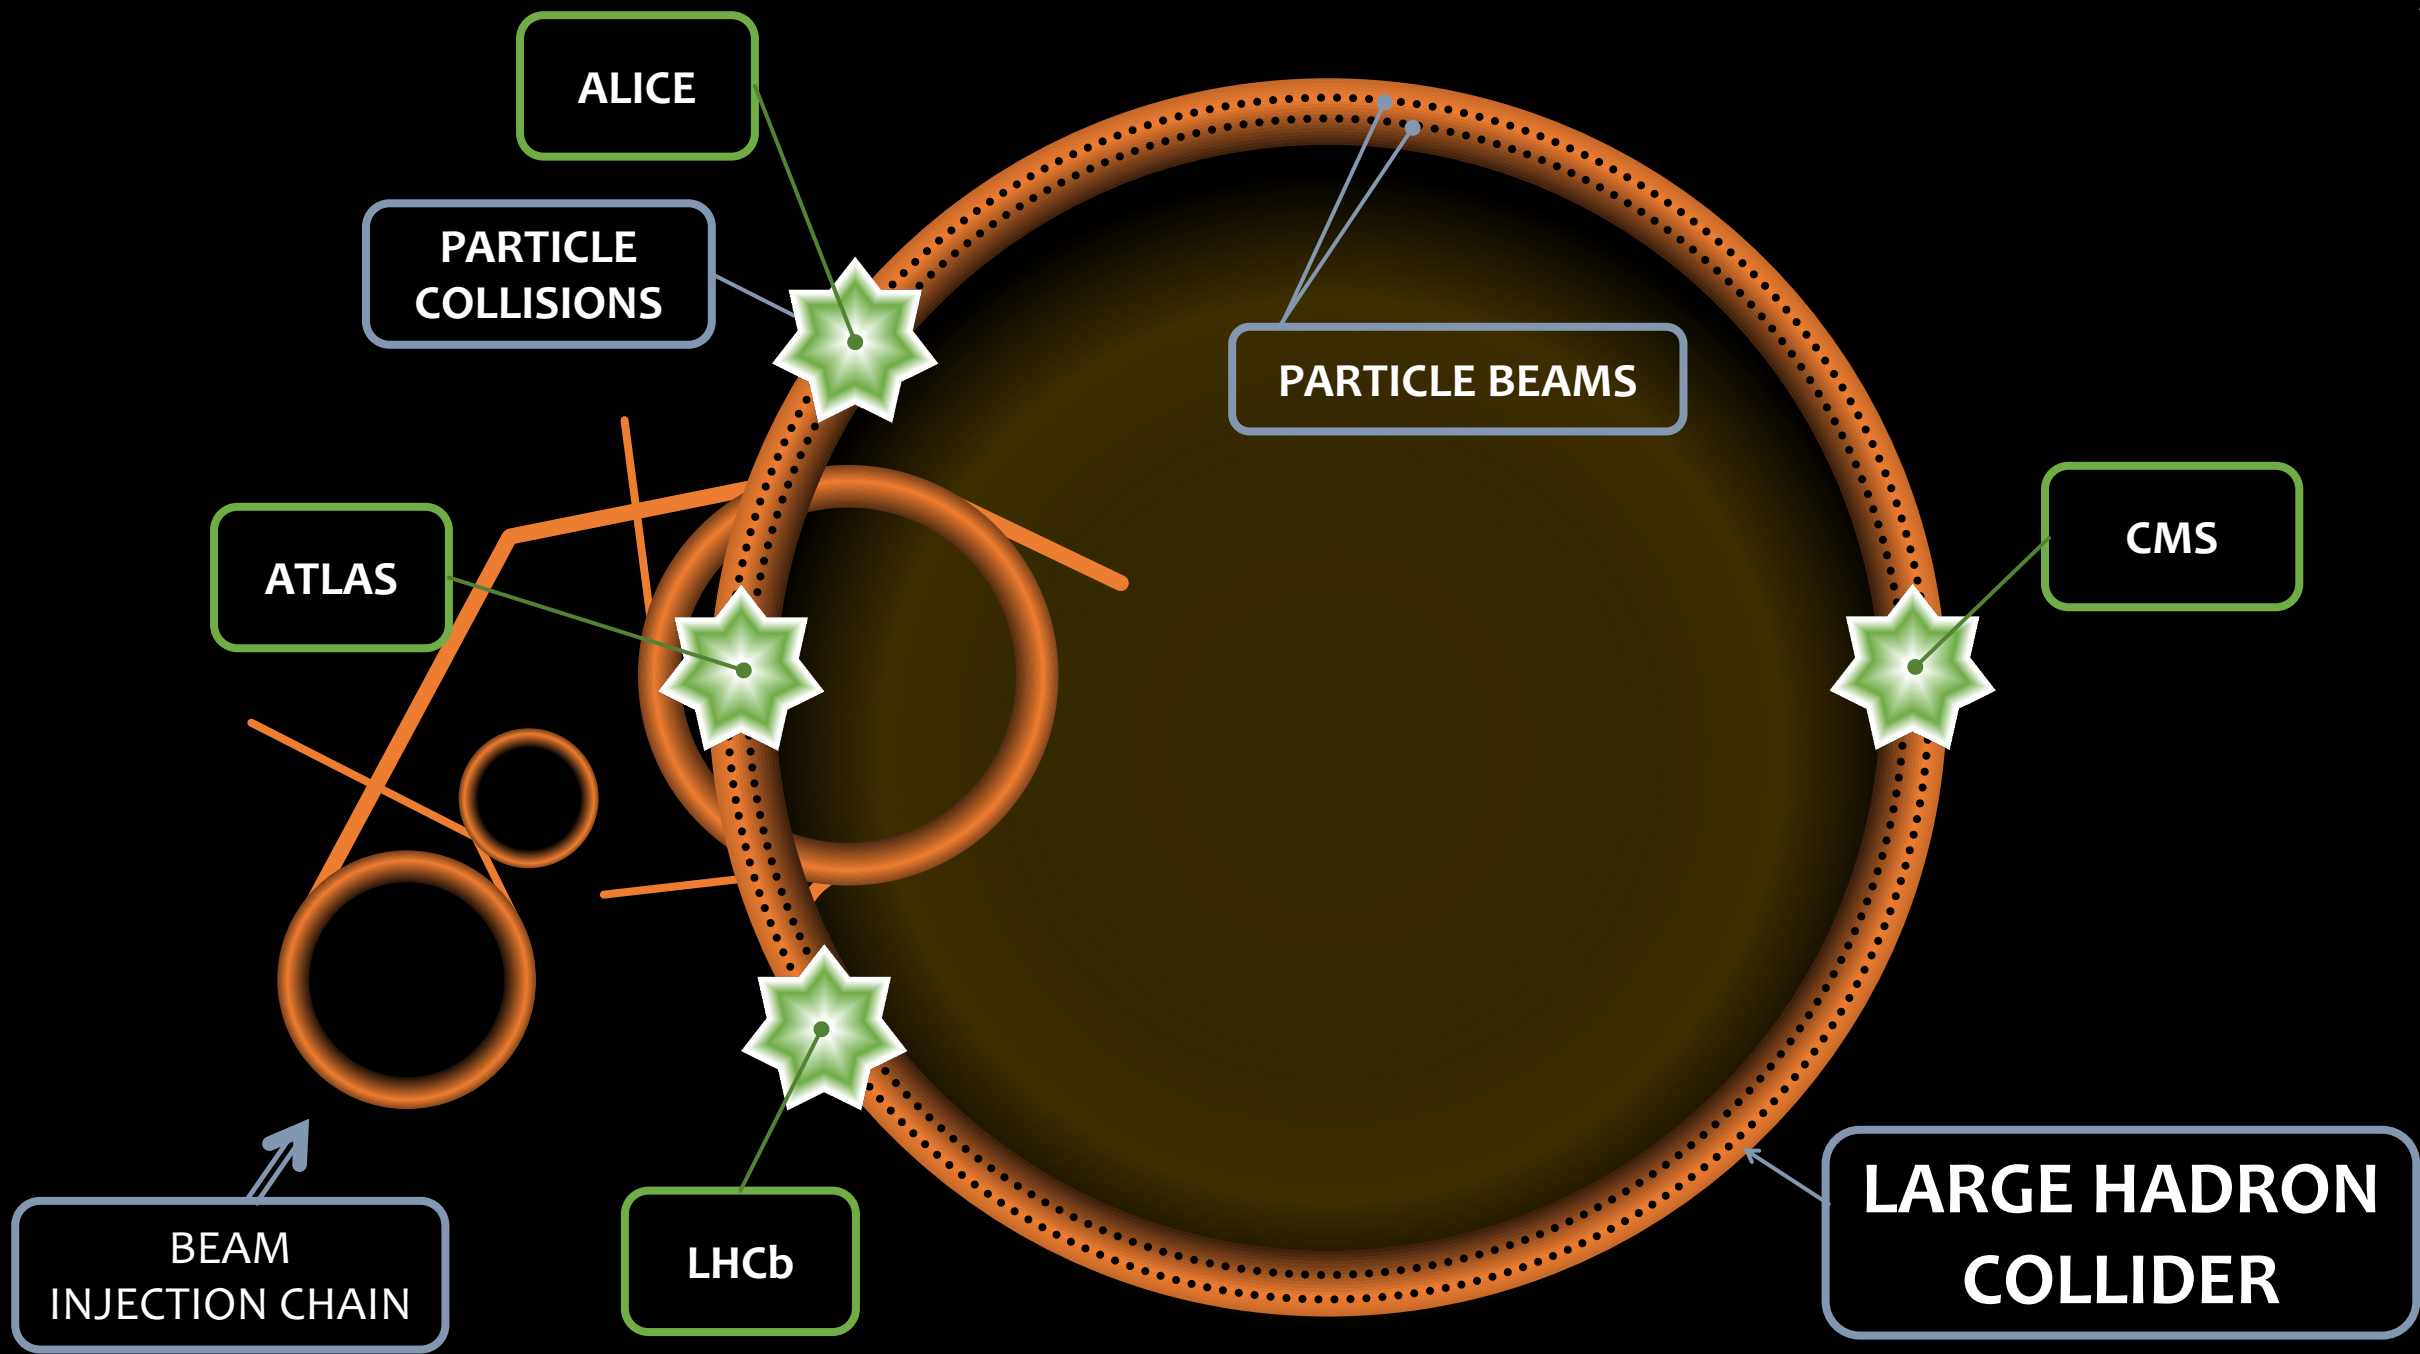 ALICE
PARTICLE
COLLISIONS
PARTICLE BEAMS
ATLAS
CMS
BEAM
INJECTION CHAIN
LHCb
LARGE HADRON
COLLIDER